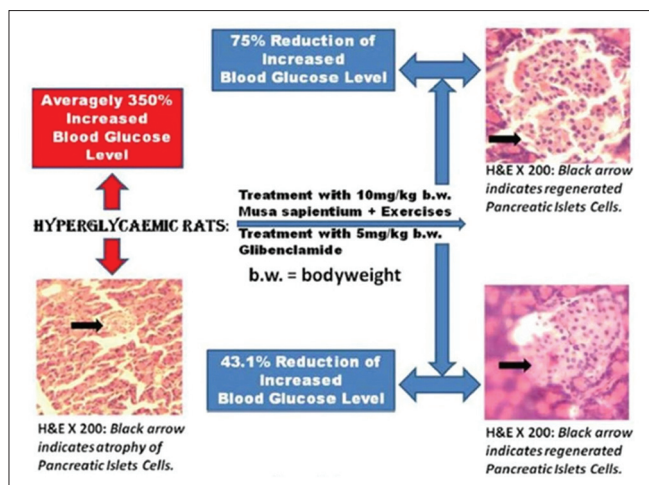 75% Reduction of
Increased
Blood Glucose Level
Averagely 350%
Increased
Blood Glucose
Level
H&E X 200: Black arrow
indicates regenerated
Pancreatic Islets Cells.
HYPERGLYCAEMIC RATS:
Treatment with 10mg/kg b.w.
Musa sapientium + Exercises
Treatment with 5mg/kg b.w.
Glibenclamide
b.w. = bodyweight
43.1% Reduction of
Increased
Blood Glucose Level
H&E X 200: Black arrow
indicates atrophy of
Pancreatic Islets Cells.
H&E X 200: Black arrow
indicates regenerated
Pancreatic Islets Cells.